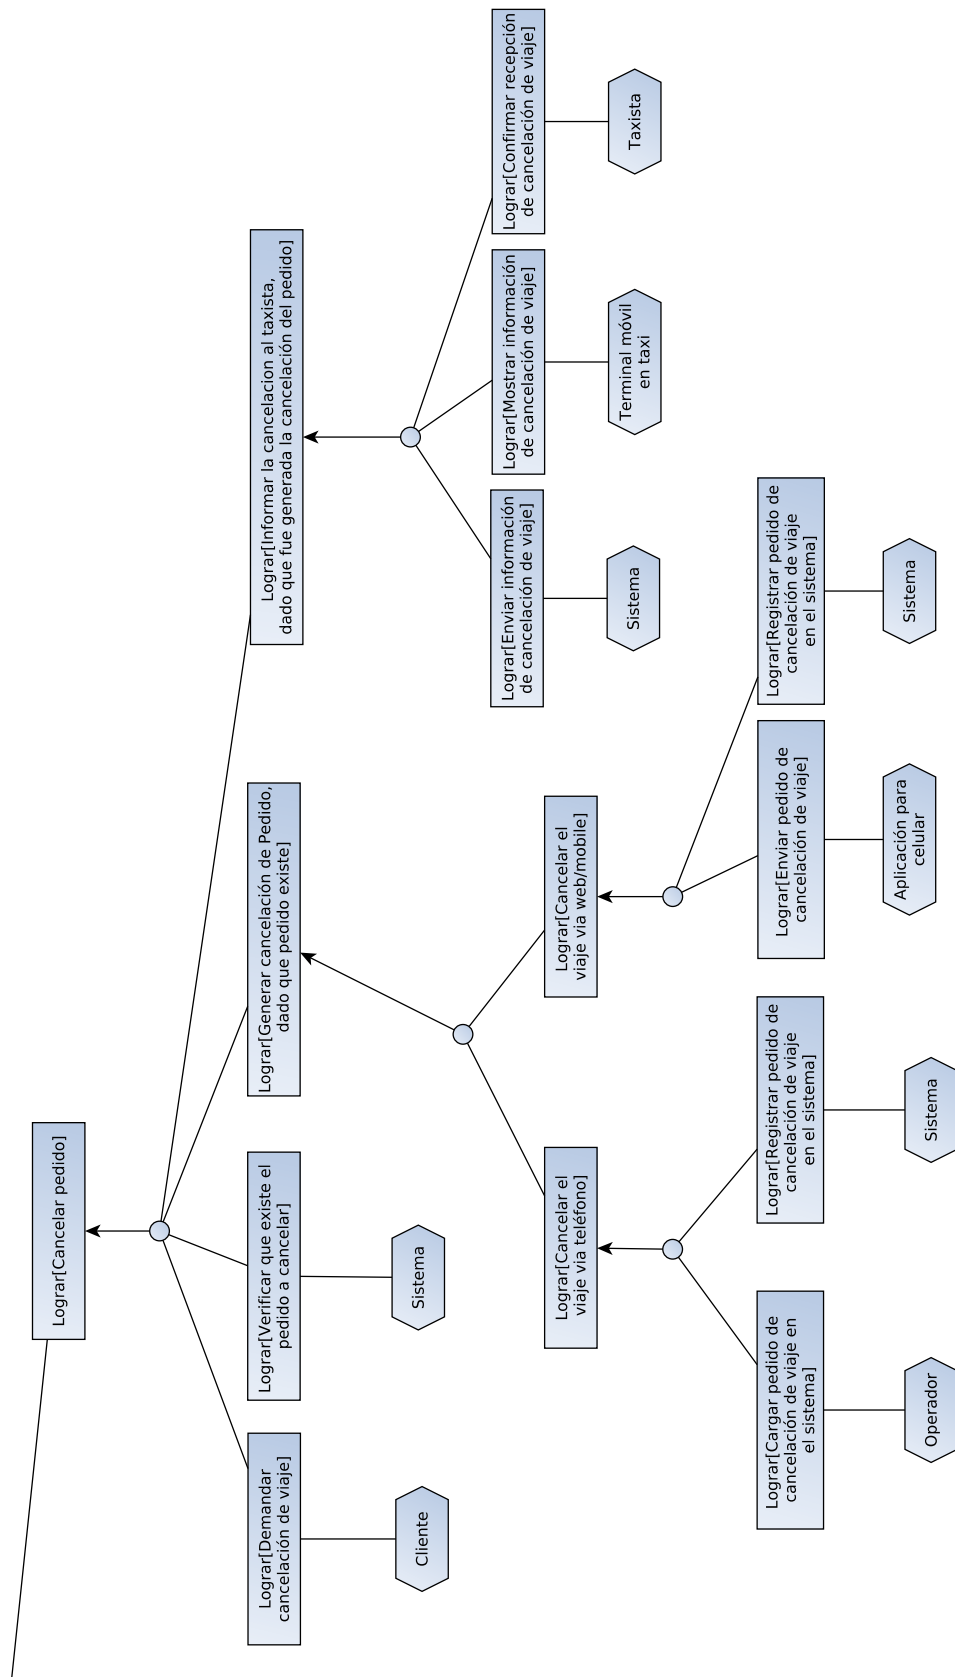 Lograr[Cancelar pedido]
Lograr[Demandar
cancelación de viaje]
Lograr[Verificar que existe el
pedido a cancelar]
Lograr[Generar cancelación de Pedido,
dado que pedido existe]
Lograr[Informar la cancelacion al taxista,
dado que fue generada la cancelación del pedido]
Cliente
Sistema
Lograr[Enviar información
de cancelación de viaje]
Lograr[Mostrar información
de cancelación de viaje]
Lograr[Confirmar recepción
de cancelación de viaje]
Lograr[Cancelar el
viaje via teléfono]
Lograr[Cancelar el
viaje via web/mobile]
Sistema
Terminal móvil
en taxi
Taxista
Lograr[Cargar pedido de
cancelación de viaje en
el sistema]
Lograr[Registrar pedido de
cancelación de viaje
en el sistema]
Lograr[Enviar pedido de
cancelación de viaje]
Lograr[Registrar pedido de
cancelación de viaje
en el sistema]
Operador
Sistema
Aplicación para
celular
Sistema